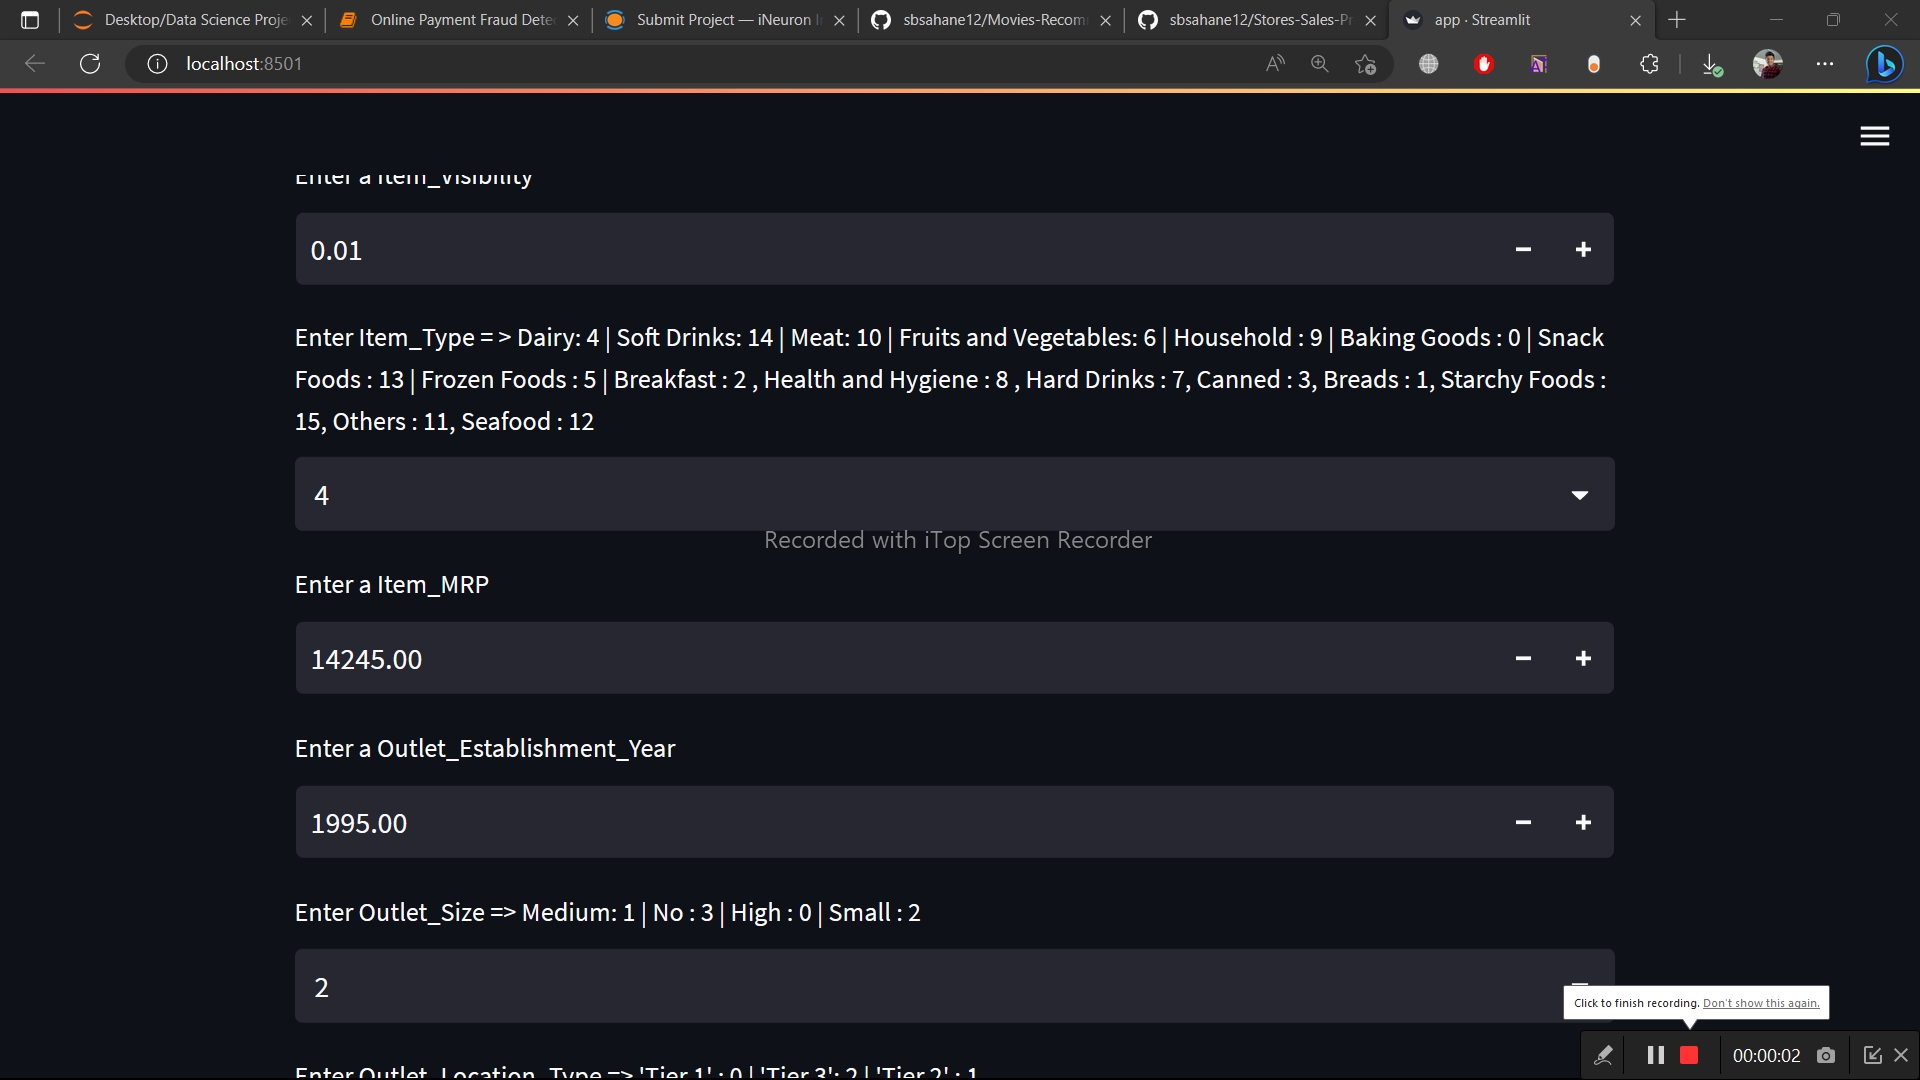 Desktop/Data Science Proje
Online Payment Fraud Dete
Submit Project — iNeuron I
sbsahane12/Movies-Recom
sbsahane12/Stores-Sales-Pr
app · Streamlit
localhost:8501
Enter a Item_Visibility
0.01
Enter Item_Type = > Dairy: 4 | Soft Drinks: 14 | Meat: 10 | Fruits and Vegetables: 6 | Household : 9 | Baking Goods : 0 | Snack
Foods : 13 | Frozen Foods : 5 | Breakfast : 2 , Health and Hygiene : 8 , Hard Drinks : 7, Canned : 3, Breads : 1, Starchy Foods :
15, Others : 11, Seafood : 12
4
Recorded with iTop Screen Recorder
Enter a Item_MRP
14245.00
Enter a Outlet_Establishment_Year
1995.00
Enter Outlet_Size => Medium: 1 | No : 3 | High : 0 | Small : 2
2
Click to finish recording. Don't show this again.
00:00:02
Enter Outlet_Location_Type => 'Tier 1' : 0 | 'Tier 3': 2 | 'Tier 2' : 1